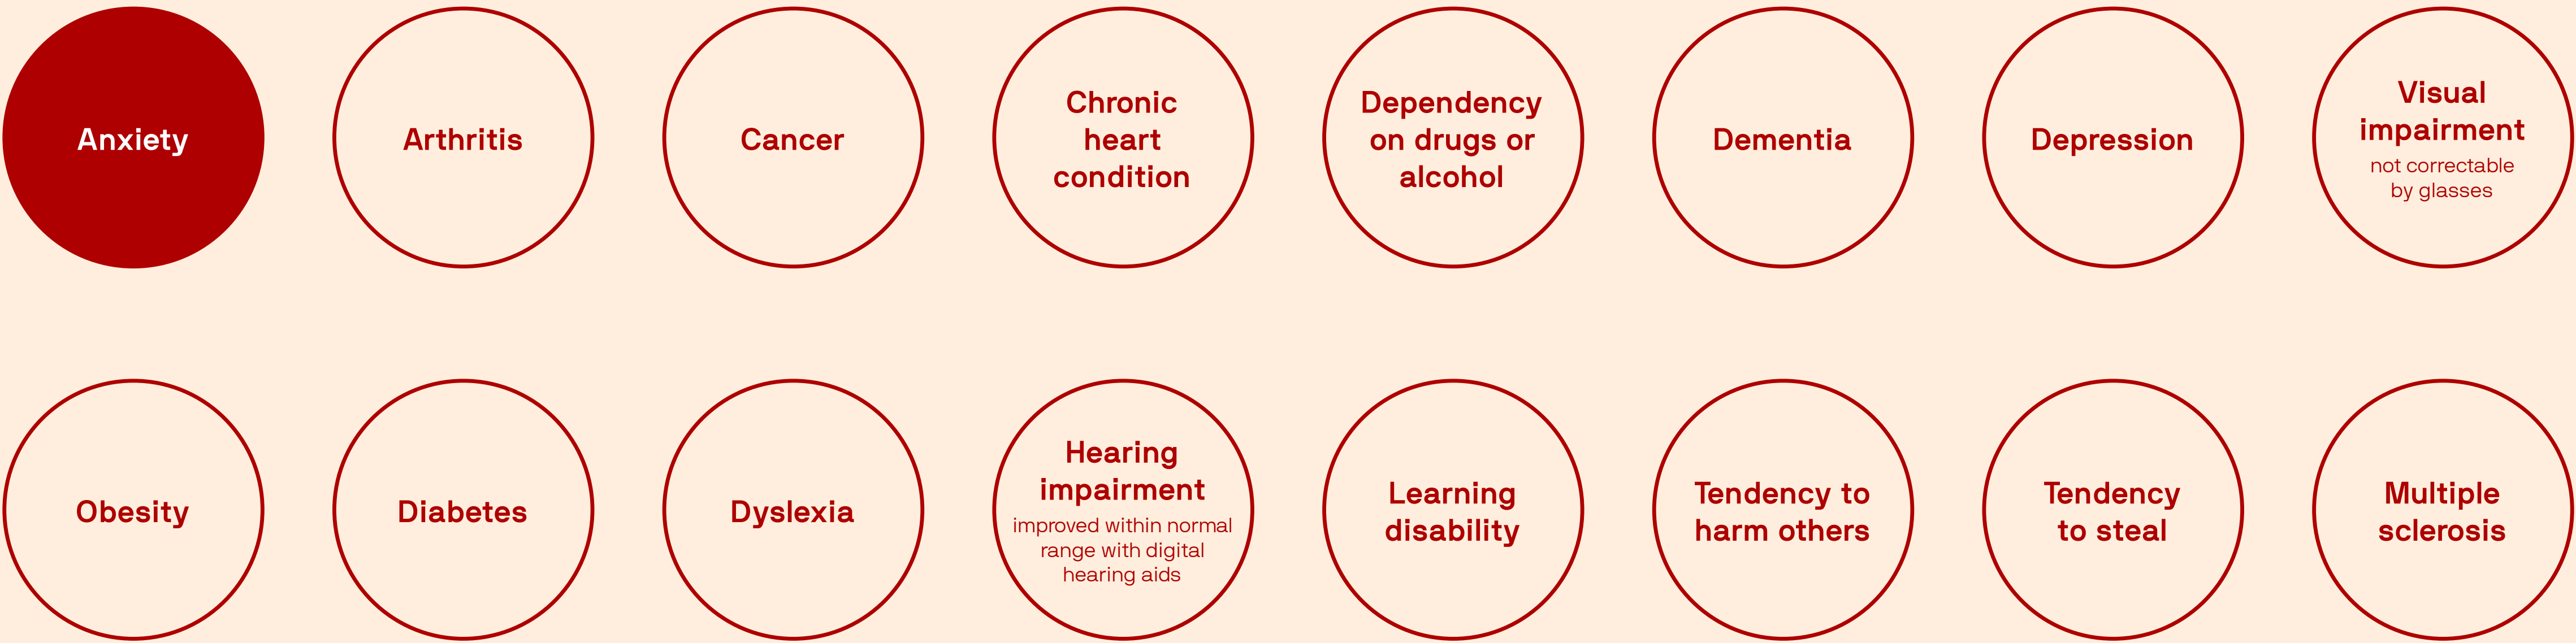 Anxiety
Arthritis
Cancer
Chronic
heart
condition
Dependency
on drugs or
alcohol
Dementia
Depression
Visual
impairment
not correctable
by glasses
Obesity
Diabetes
Dyslexia
Hearing
impairment
improved within normal
range with digital
hearing aids
Learning
disability
Tendency to
harm others
Tendency
to steal
Multiple
sclerosis